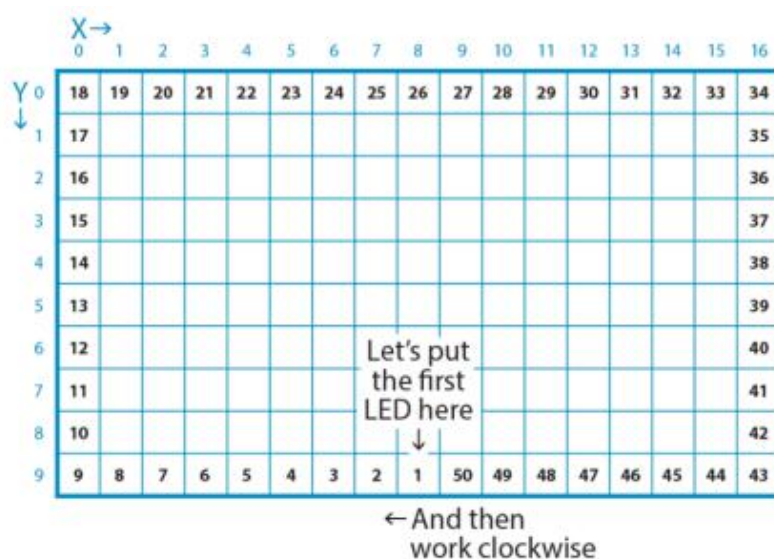 X→
0 1 2 3 4 5 6 7 8 9 10 11 12 13 14 15 16
Y 0 18 19 20 21 22 23 24 25 26 27 28 29 30 31 32 33 34
↓
1 17 35
2 16 36
3 15 37
4 14 38
5 13 39
6 12 40
7 11 41
8 10 42
Let's put
the first
LED here
↓
9 9 8 7 6 5 4 3 2 1 50 49 48 47 46 45 44 43
←And then
work clockwise